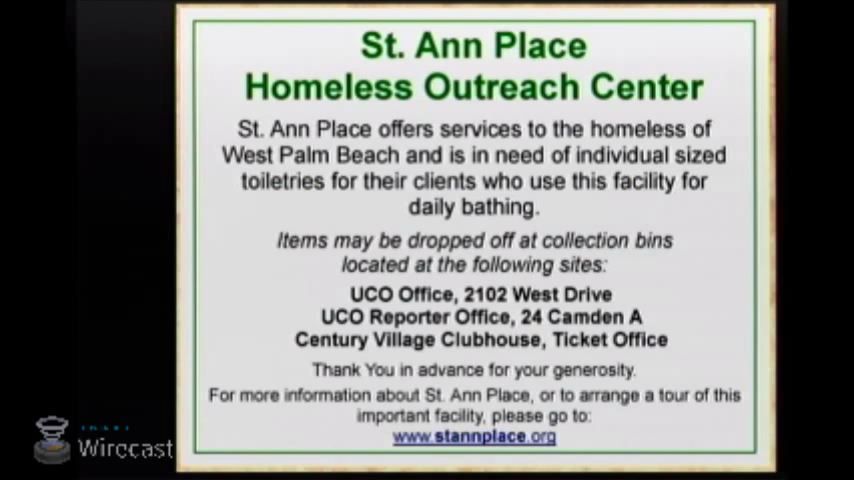 St. Ann Place
Homeless Outreach Center
St. Ann Place offers services to the homeless of
West Palm Beach and is in need of individual sized
toiletries for their clients who use this facility for
daily bathing.
Items may be dropped off at collection bins
located at the following sites:
UCO Office, 2102 West Drive
UCO Reporter Office, 24 Camden A
Century Village Clubhouse, Ticket Office
Thank You in advance for your generosity.
For more information about St. Ann Place, or to arrange a tour of this
important facility, please go to:
www.stannplace.org
Wirecast